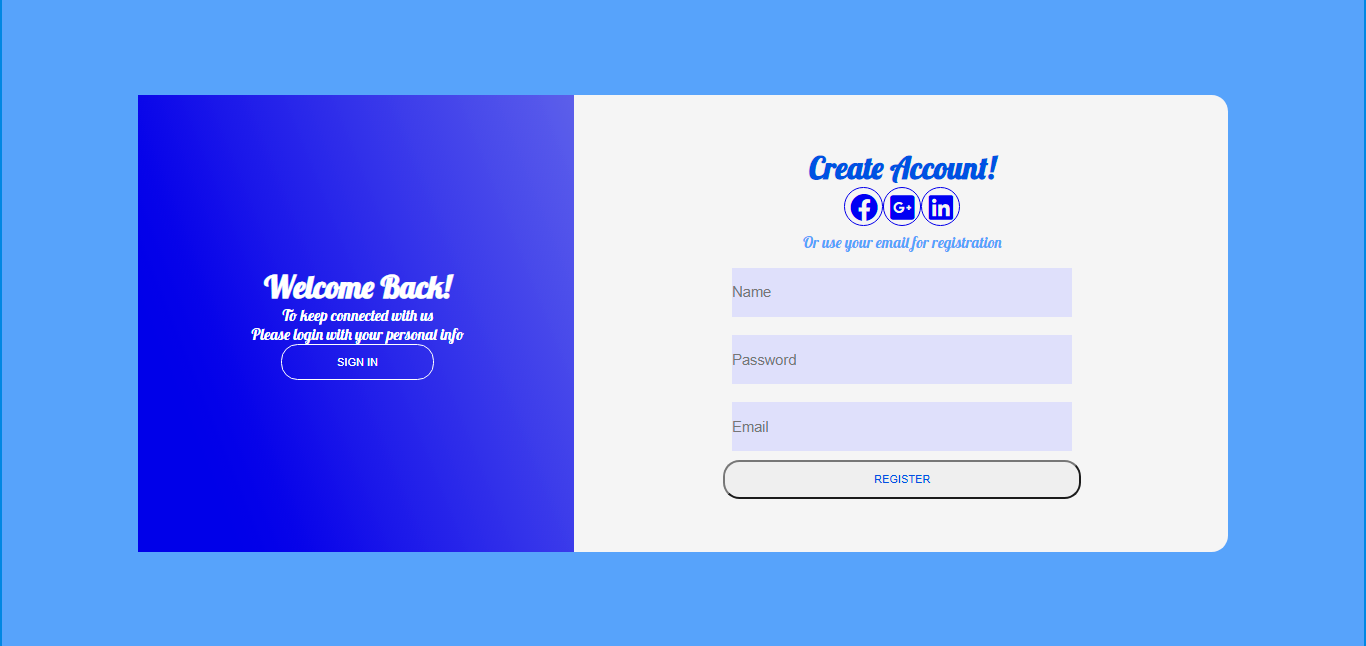 Welcome Back!
To keep connected with us
Please login with your personal info
SIGN IN
Create Account!
f G+ in
Or use your email for registration
Name
Password
Email
REGISTER